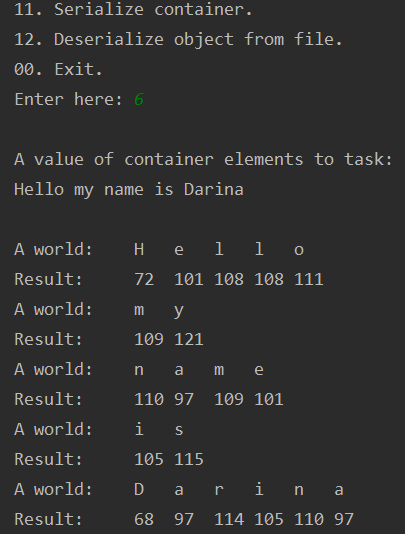 11. Serialize container.
12. Deserialize object from file.
00. Exit.
Enter here: 6
A value of container elements to task:
Hello my name is Darina
A world:    H   e   l   l   o
Result:     72  101 108 108 111
A world:    m   y
Result:     109 121
A world:    n   a   m   e
Result:     110 97  109 101
A world:    i   s
Result:     105 115
A world:    D   a   r   i   n   a
Result:     68  97  114 105 110 97